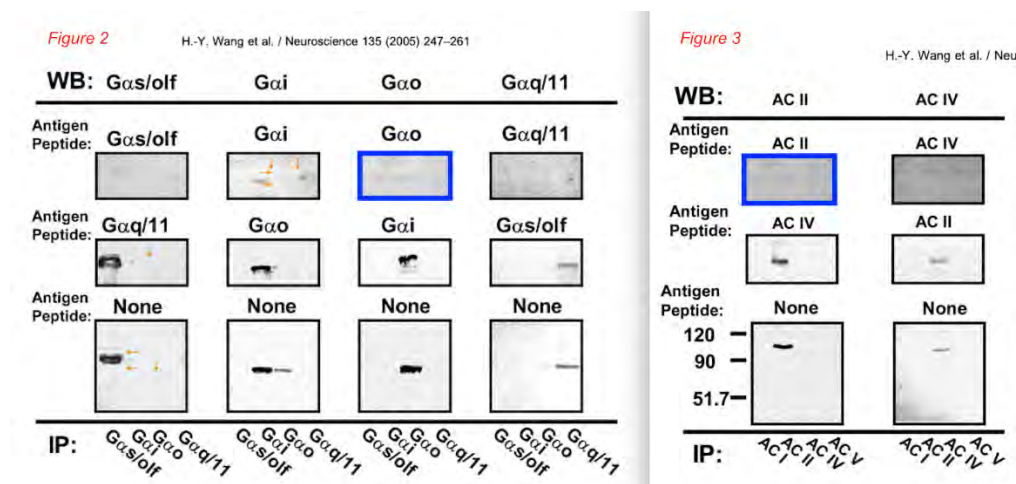 Figure 2
H.-Y. Wang et al. / Neuroscience 135 (2005) 247–261
WB: Gαs/olf Gαi Gαo Gαq/11
Antigen Peptide: Gαs/olf Gαi Gαo Gαq/11
Antigen Peptide: Gαq/11 Gαo Gαi Gαs/olf
Antigen Peptide: None None None None
IP: Gαs/olf Gαi Gαo Gαq/11 Gαs/olf Gαi Gαo Gαq/11 Gαs/olf Gαi Gαo Gαq/11 Gαs/olf Gαi Gαo Gαq/11
Figure 3
H.-Y. Wang et al. / Neu
WB: AC II AC IV
Antigen Peptide: AC II AC IV
Antigen Peptide: AC IV AC II
Antigen Peptide: None None
120
90
51.7
IP: AC I AC II AC IV AC V AC I AC II AC IV AC V